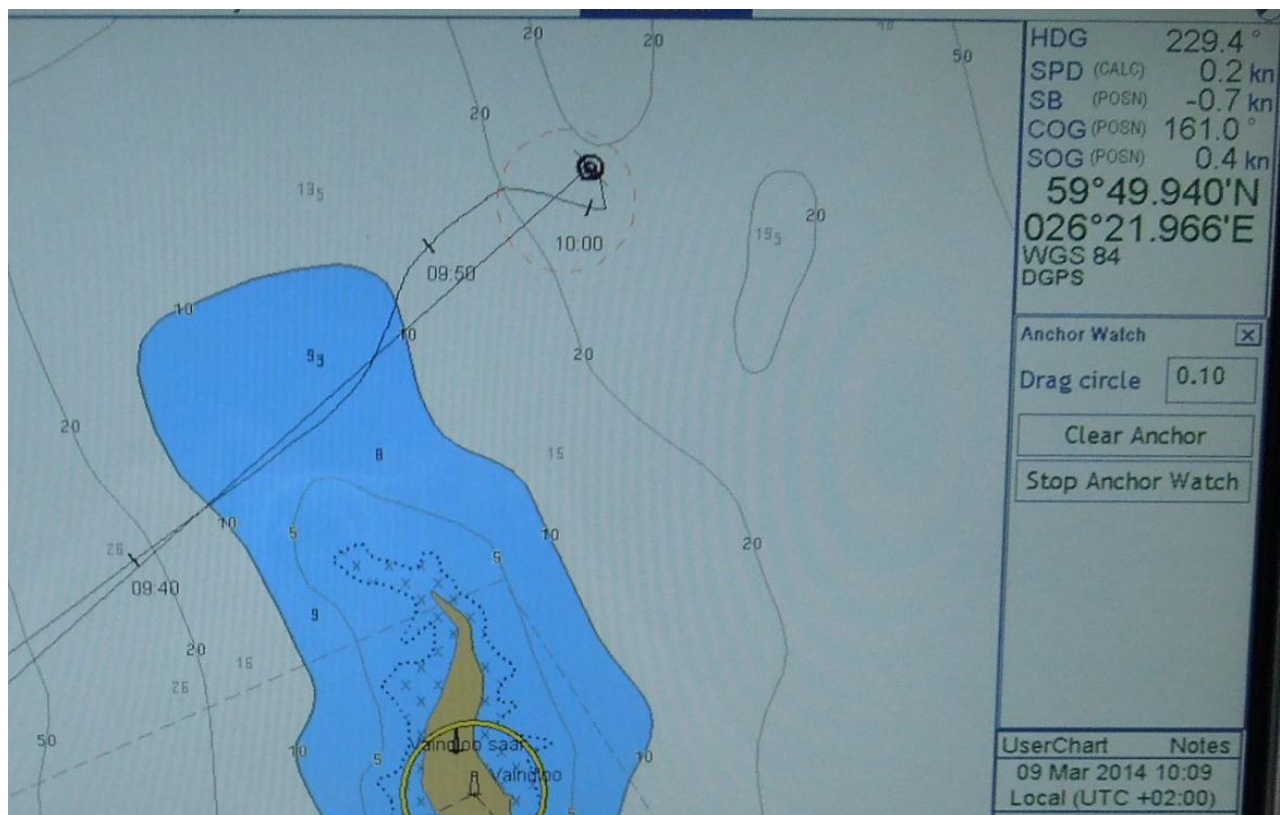 HDG 229.4°
SPD (CALC) 0.2 kn
SB (POSN) -0.7 kn
COG (POSN) 161.0°
SOG (POSN) 0.4 kn
59°49.940'N
026°21.966'E
WGS 84
DGPS
Anchor Watch
Drag circle 0.10
Clear Anchor
Stop Anchor Watch
UserChart Notes
09 Mar 2014 10:09
Local (UTC +02:00)
20
20
50
20
13₅
20
19₅
10:00
09:50
10
10
9₃
20
20
8
15
10
5
10
5
20
26
09:40
9
20
16
26
50
10
5
10
Vaindloo saar
Vaindloo
5